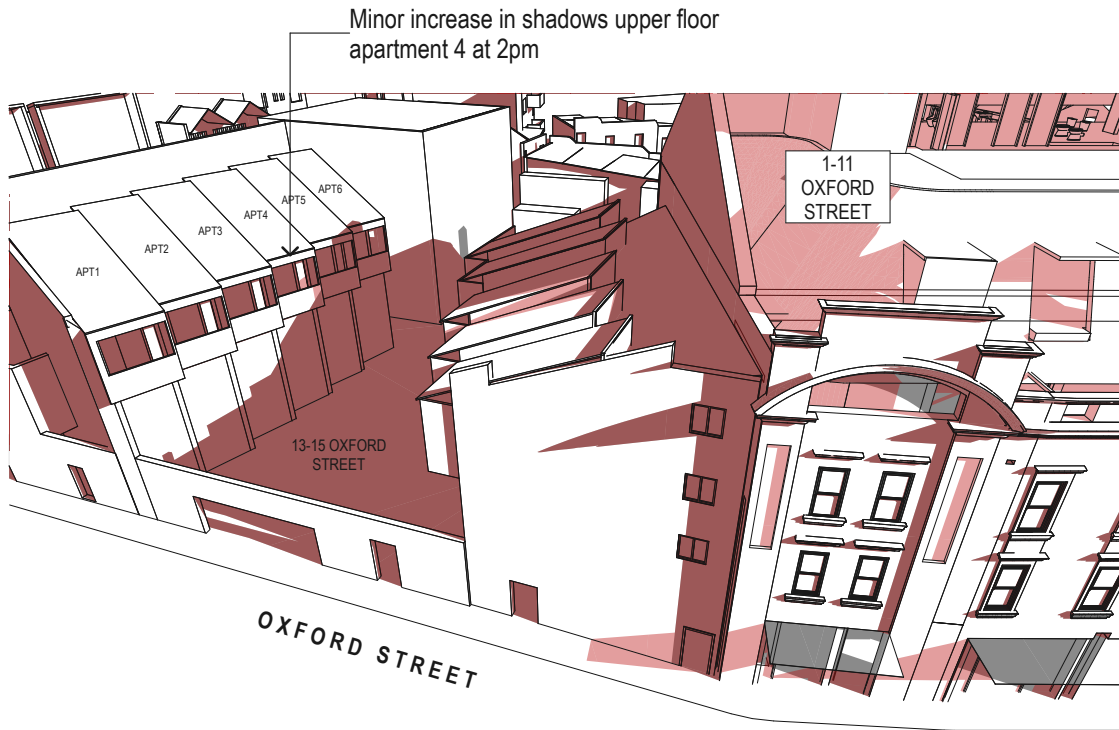 Minor increase in shadows upper floor
apartment 4 at 2pm
1-11
OXFORD
STREET
APT6
APT5
APT4
APT3
APT2
APT1
13-15 OXFORD
STREET
OXFORD STREET